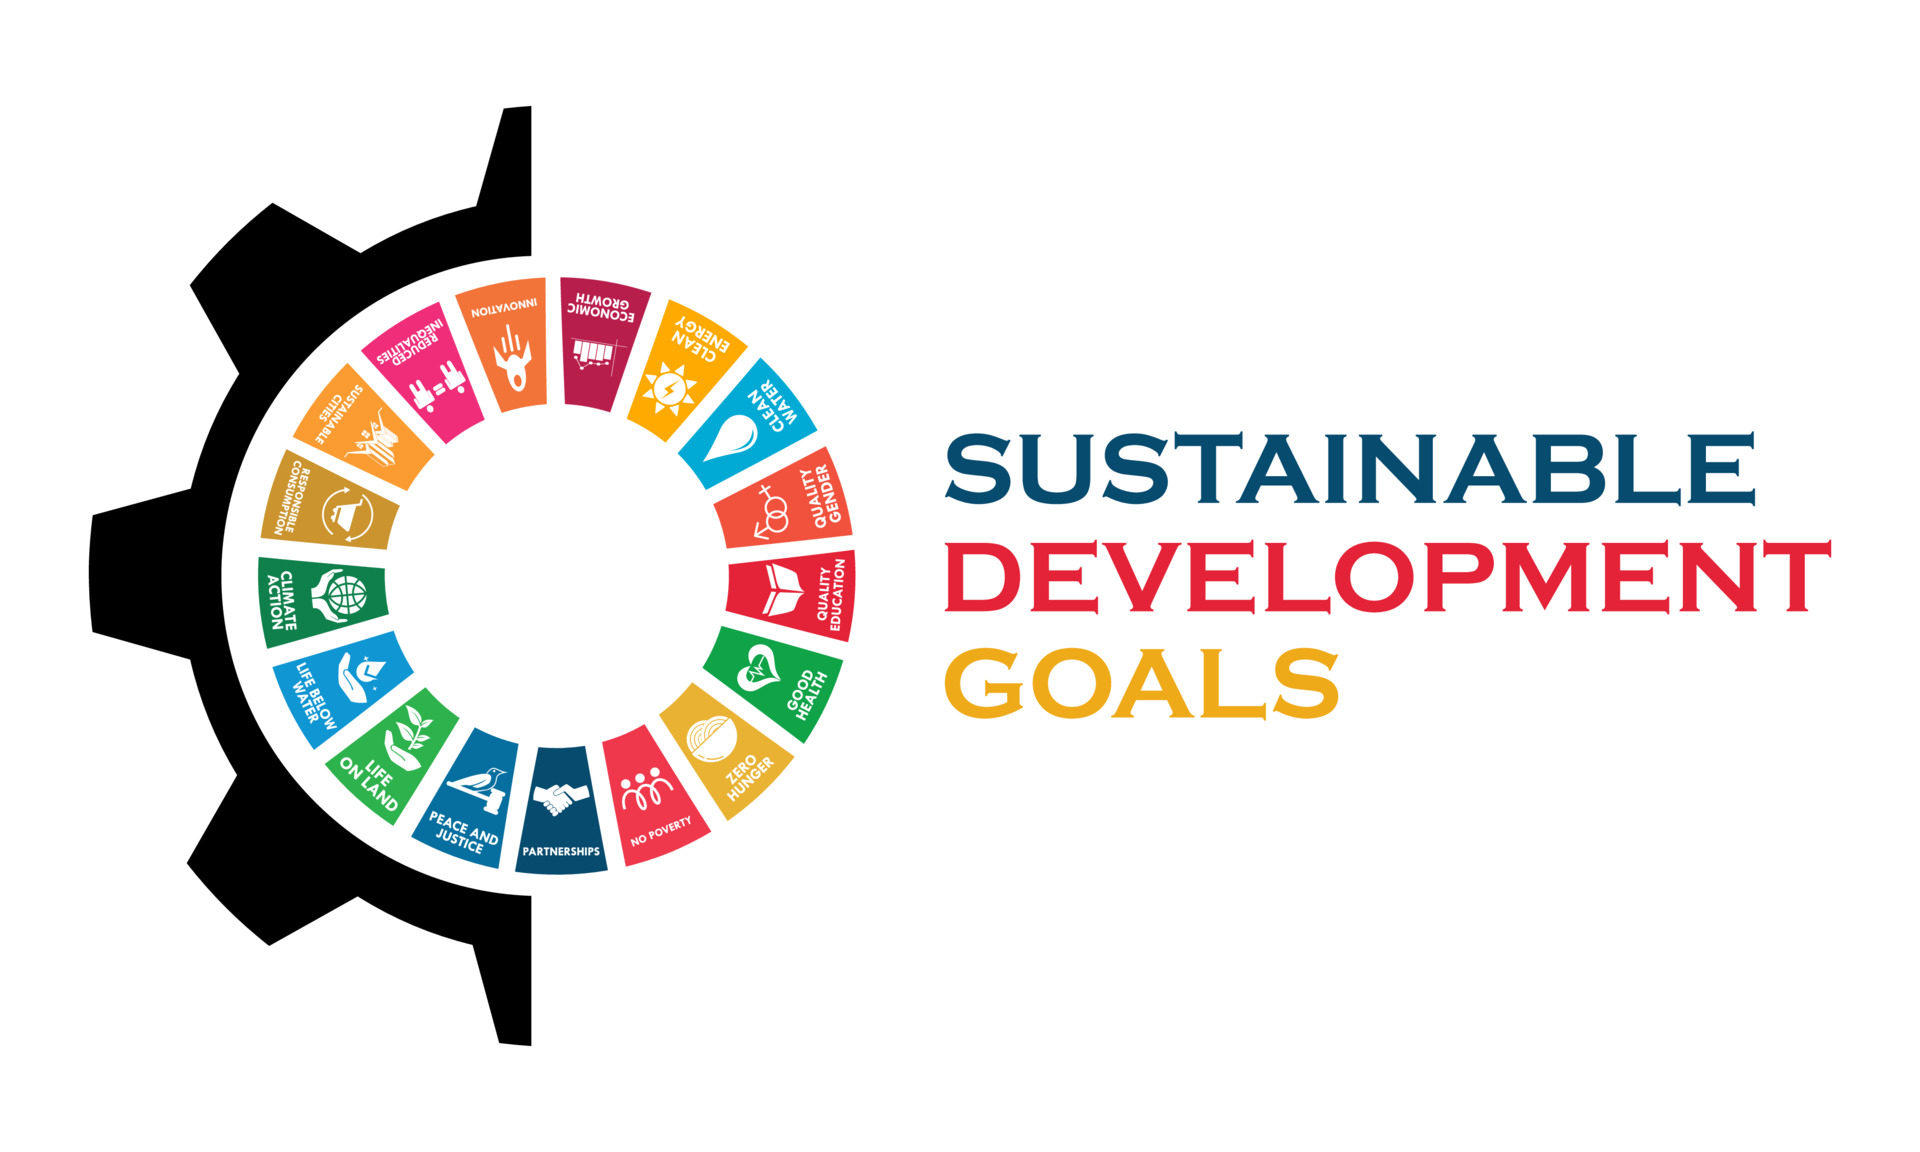 SUSTAINABLE
DEVELOPMENT
GOALS
NO POVERTY
ZERO
HUNGER
GOOD
HEALTH
QUALITY
EDUCATION
QUALITY
GENDER
CLEAN
WATER
CLEAN
ENERGY
ECONOMIC
GROWTH
INNOVATION
REDUCED
INEQUALITIES
SUSTAINABLE
CITIES
RESPONSIBLE
CONSUMPTION
CLIMATE
ACTION
LIFE BELOW
WATER
LIFE
ON LAND
PEACE AND
JUSTICE
PARTNERSHIPS